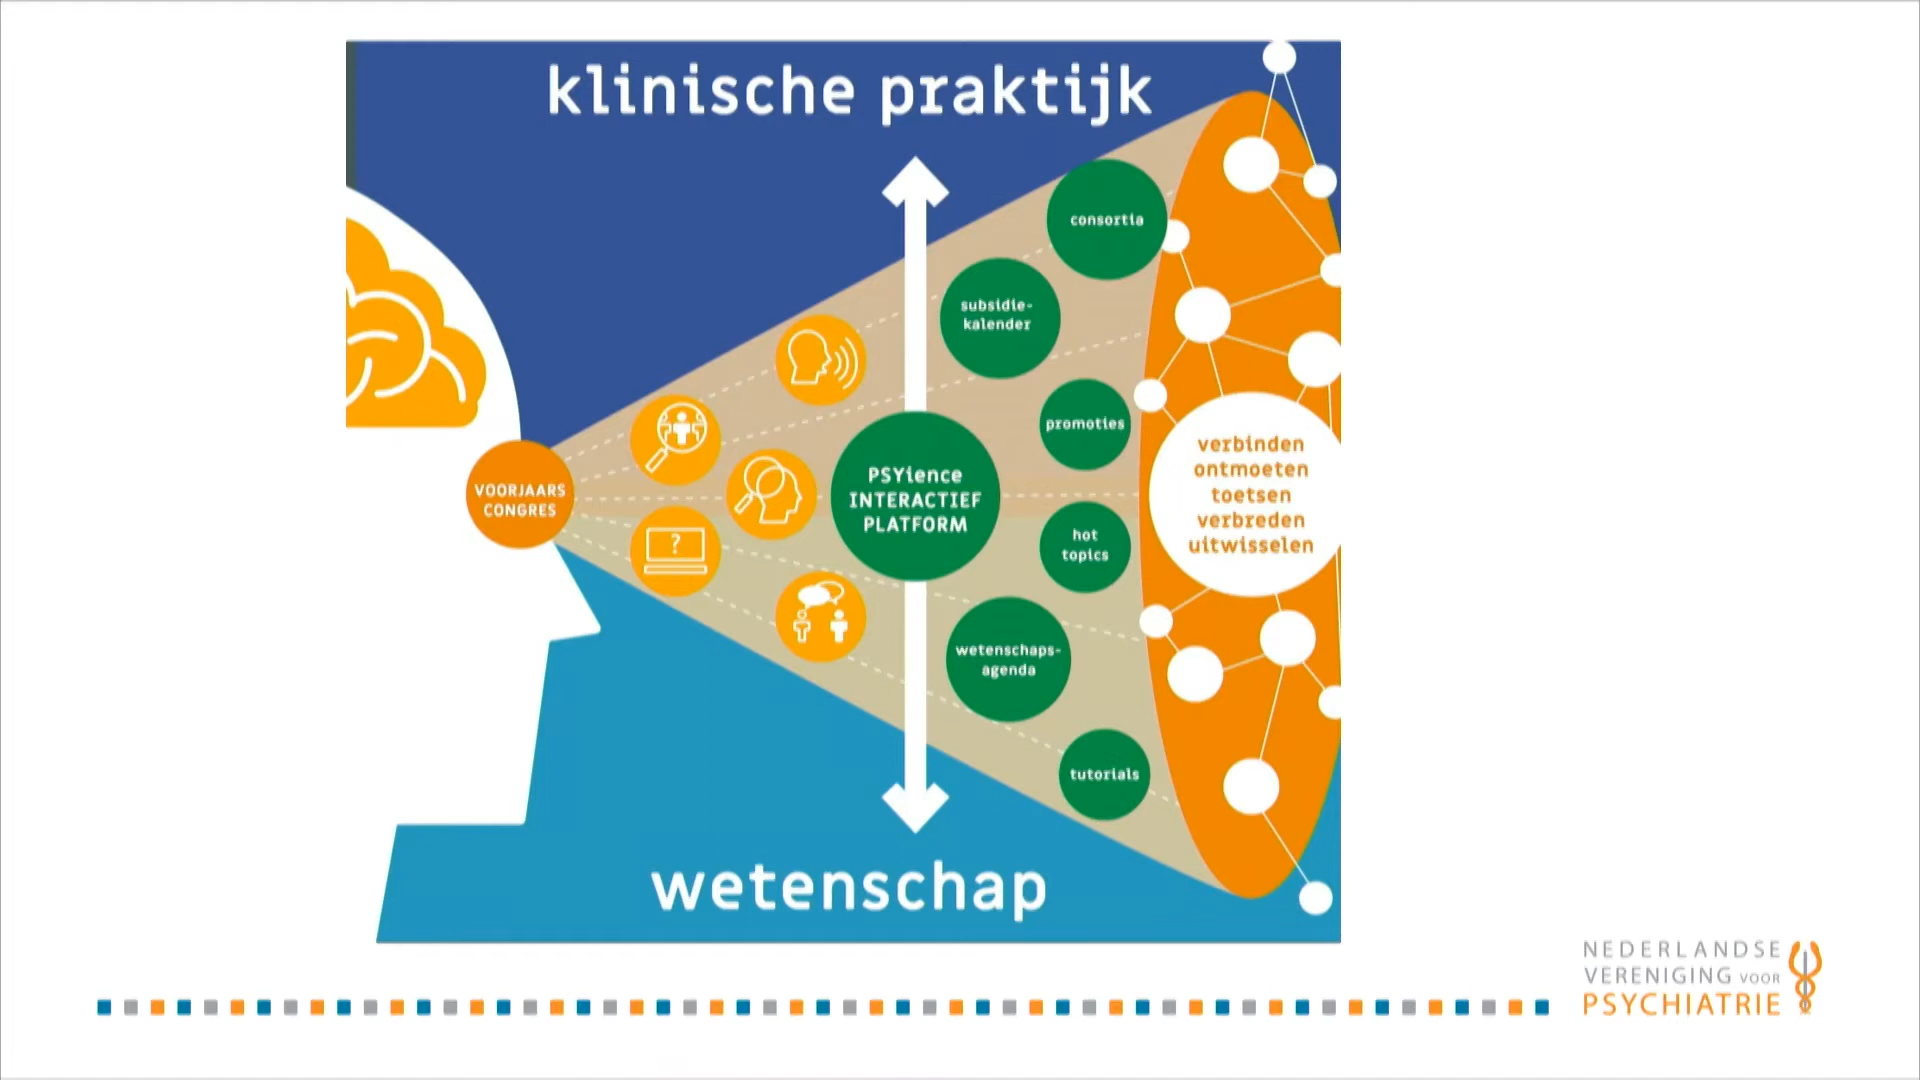 klinische praktijk
consortia
subsidie-
kalender
promoties
VOORJAARS
CONGRES
?
PSYience
INTERACTIEF
PLATFORM
verbinden
ontmoeten
toetsen
verbreden
uitwisselen
hot
topics
wetenschaps-
agenda
tutorials
wetenschap
NEDERLANDSE
VERENIGING VOOR
PSYCHIATRIE